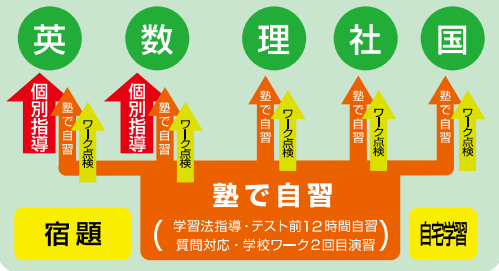 英 数 理 社 国
個別指導 塾で自習 ワーク点検 個別指導 塾で自習 ワーク点検 塾で自習 ワーク点検 塾で自習 ワーク点検 塾で自習 ワーク点検
塾で自習
(学習法指導・テスト前12時間自習
質問対応・学校ワーク2回目演習)
宿題
自宅学習